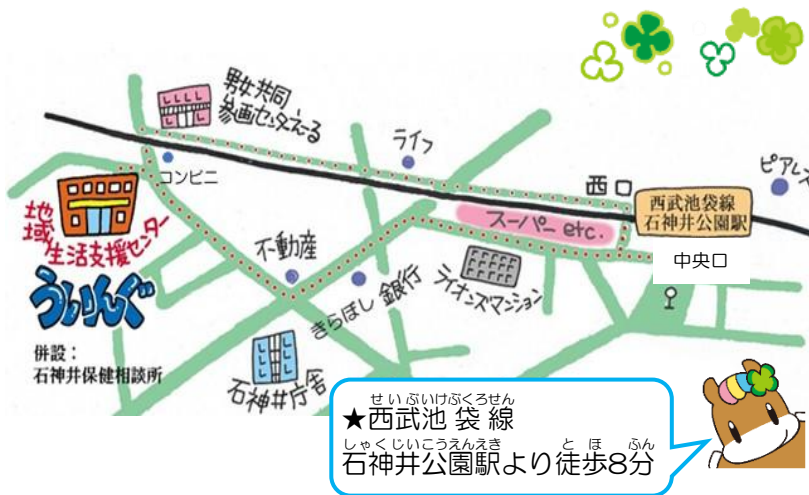 男女共同
参画センターえーる
ライフ
ピアレス
コンビニ
西口
西武池袋線
石神井公園駅
スーパー etc.
中央口
地域
生活支援センター
ういんぐ
不動産
きらぼし銀行
ライオンズマンション
併設：
石神井保健相談所
石神井庁舎
せいぶいけぶくろせん
★西武池袋線
しゃくじいこうえんえき とほ ふん
石神井公園駅より徒歩8分